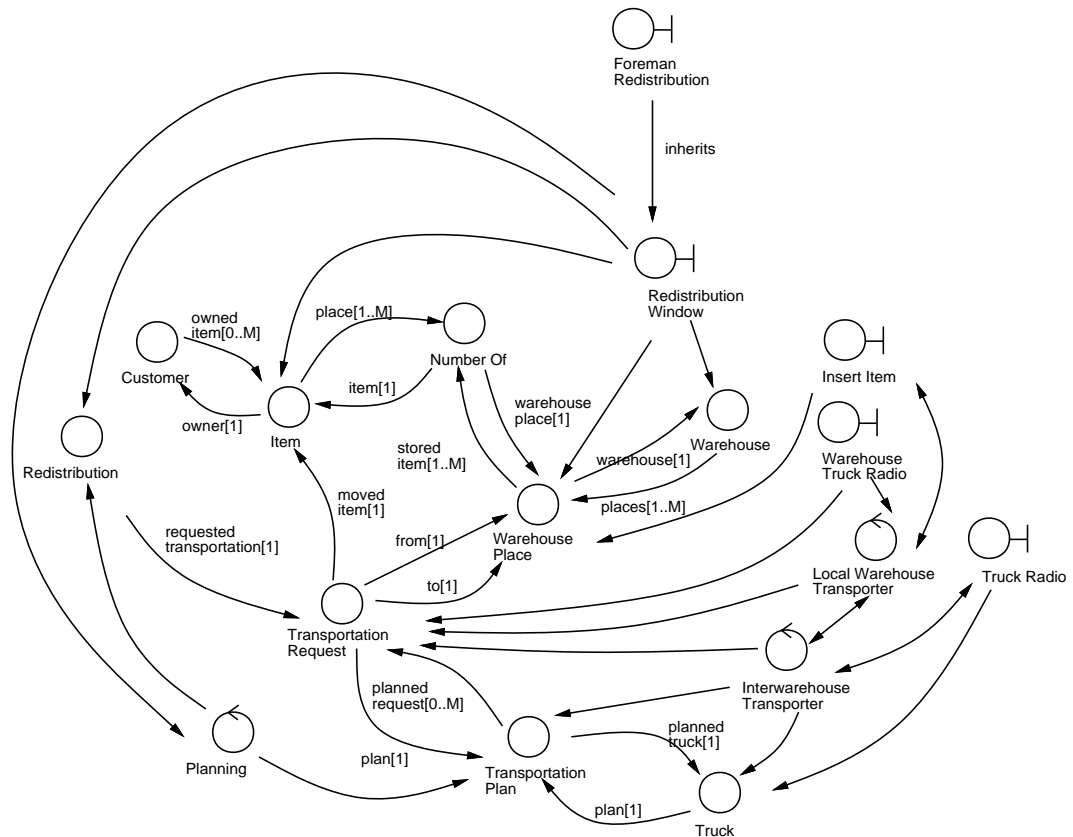 Foreman
Redistribution
inherits
Redistribution
Window
owned
item[0..M]
place[1..M]
Customer
Number Of
Insert Item
item[1]
owner[1]
Item
warehouse
place[1]
Warehouse
stored
item[1..M]
warehouse[1]
Warehouse
Truck Radio
Redistribution
moved
item[1]
places[1..M]
requested
transportation[1]
from[1]
Warehouse
Place
to[1]
Local Warehouse
Transporter
Truck Radio
Transportation
Request
planned
request[0..M]
Interwarehouse
Transporter
planned
truck[1]
plan[1]
Planning
Transportation
Plan
plan[1]
Truck